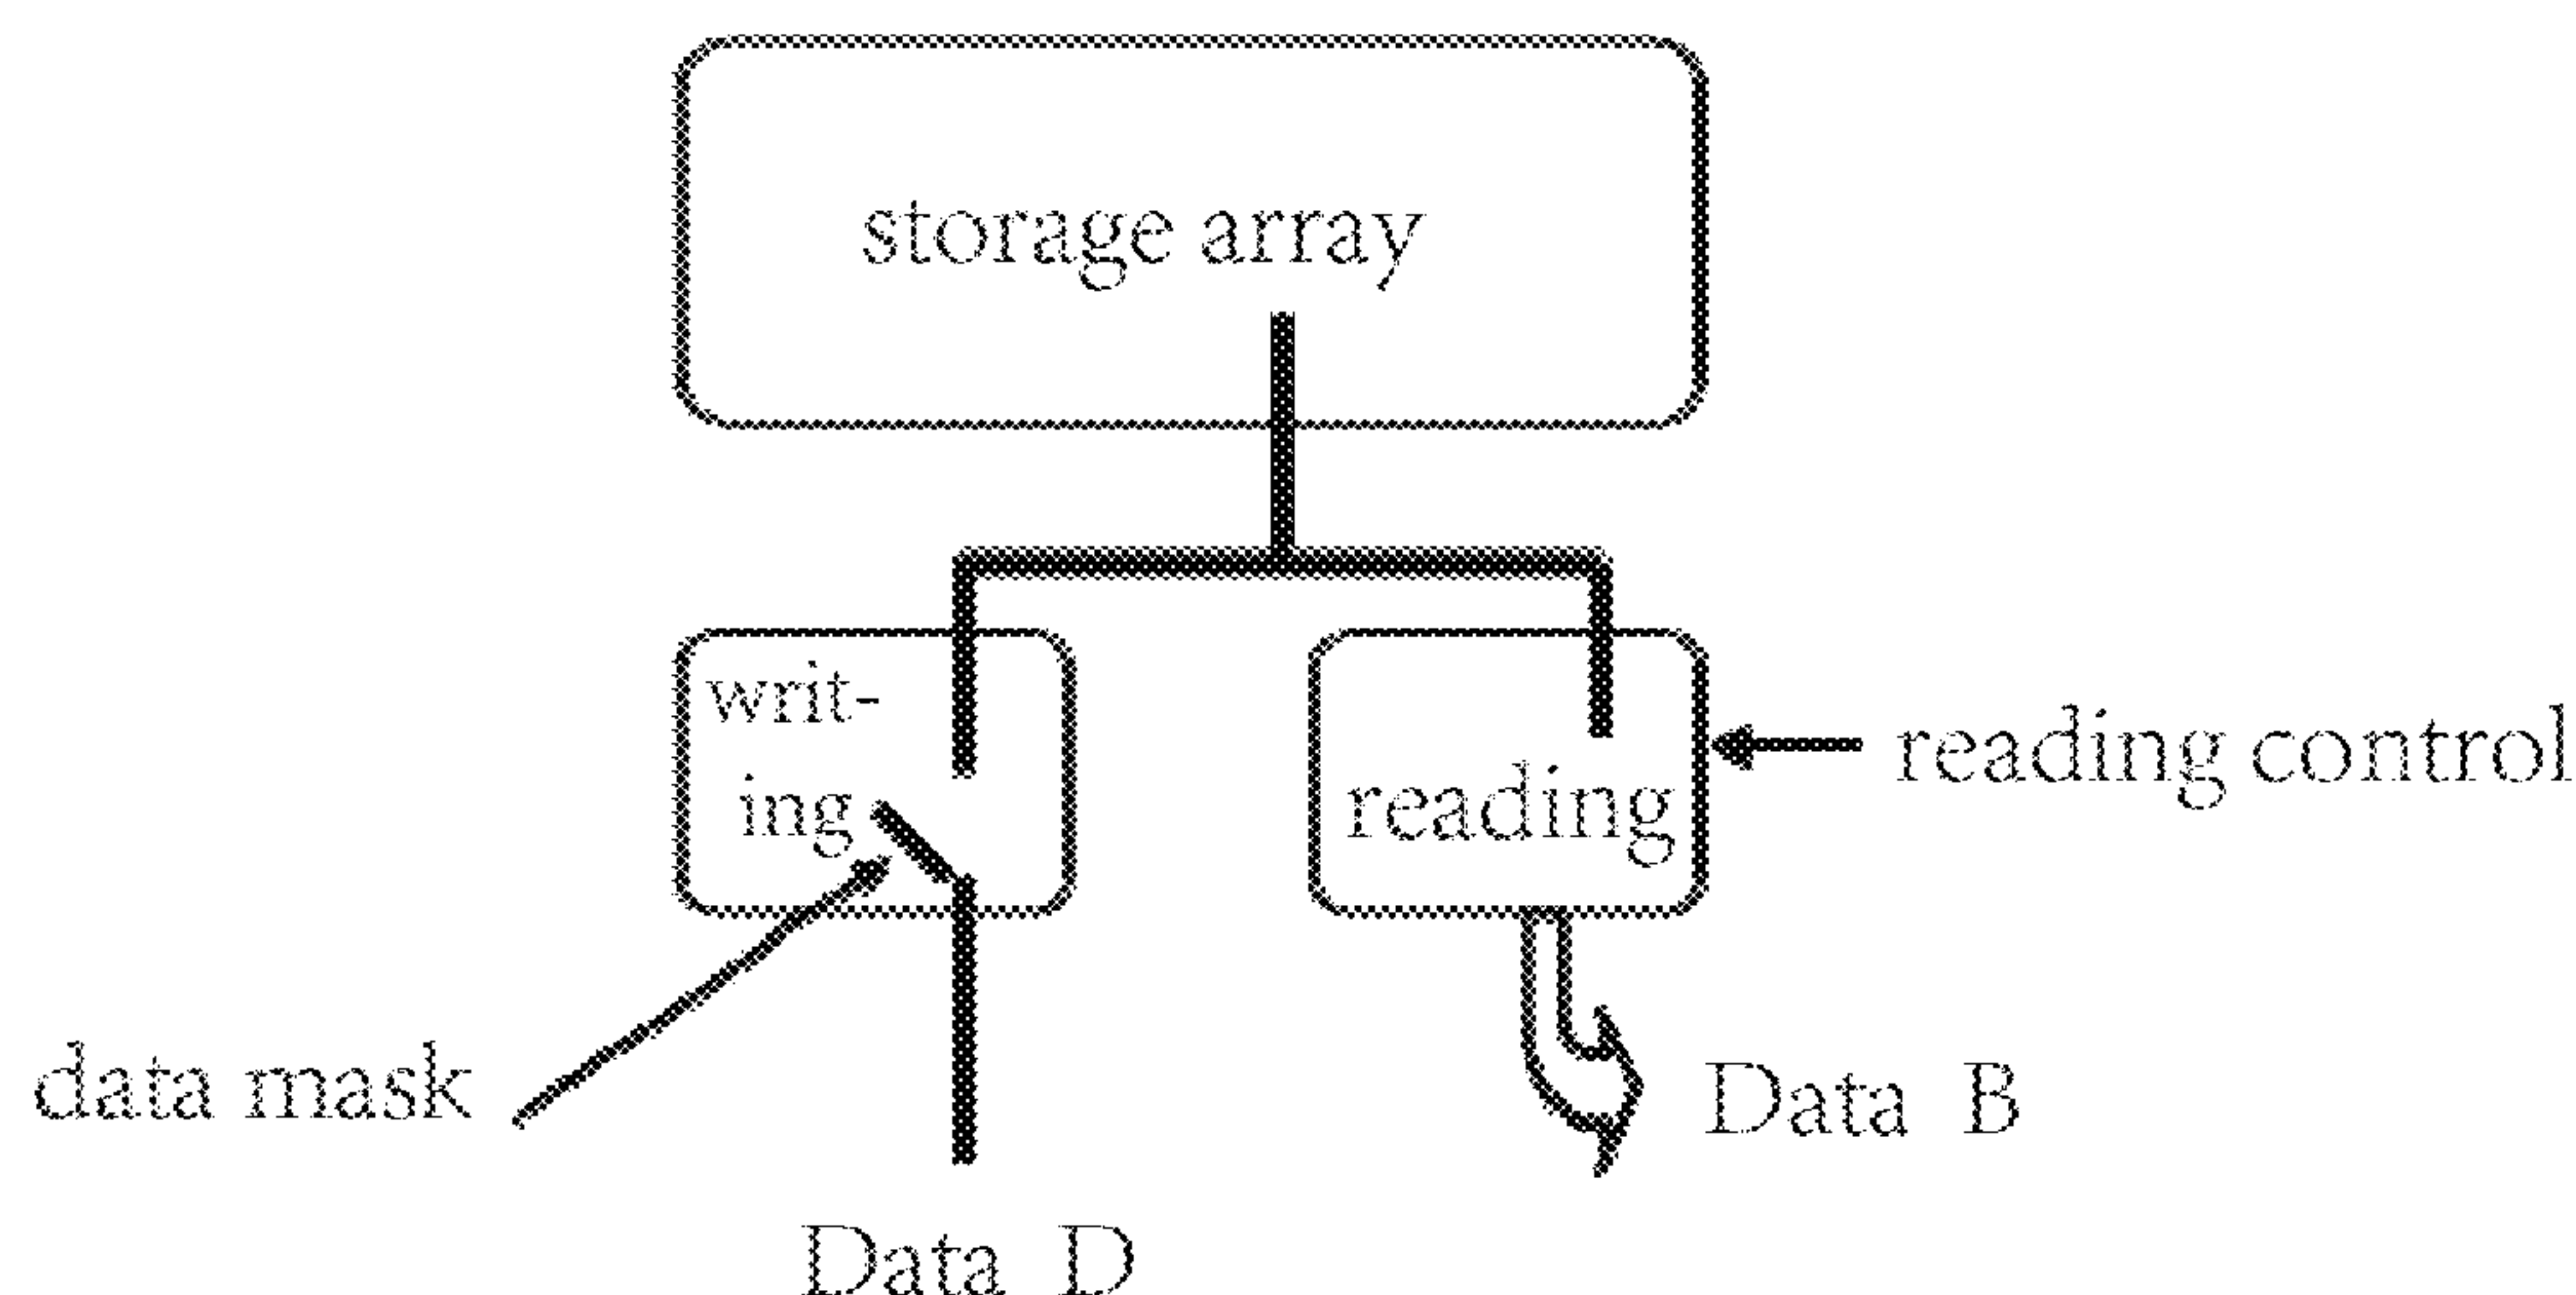 storage array
writ-
ing
reading
reading control
data mask
Data B
Data D